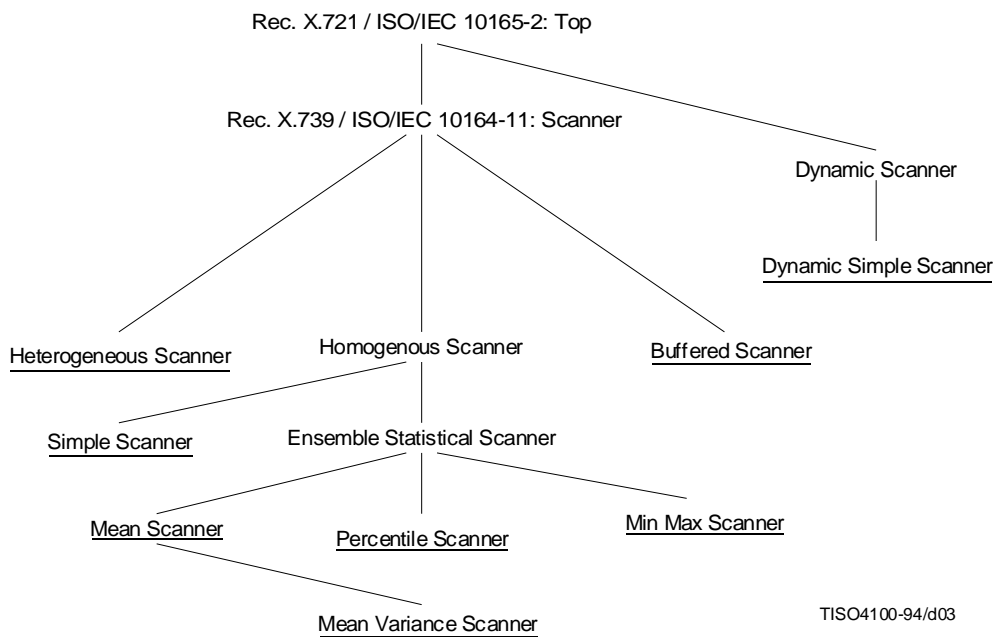 Rec. X.721 / ISO/IEC 10165-2: Top
Rec. X.739 / ISO/IEC 10164-11: Scanner
Dynamic Scanner
Dynamic Simple Scanner
Heterogeneous Scanner
Homogenous Scanner
Buffered Scanner
Simple Scanner
Ensemble Statistical Scanner
Mean Scanner
Percentile Scanner
Min Max Scanner
Mean Variance Scanner
TISO4100-94/d03